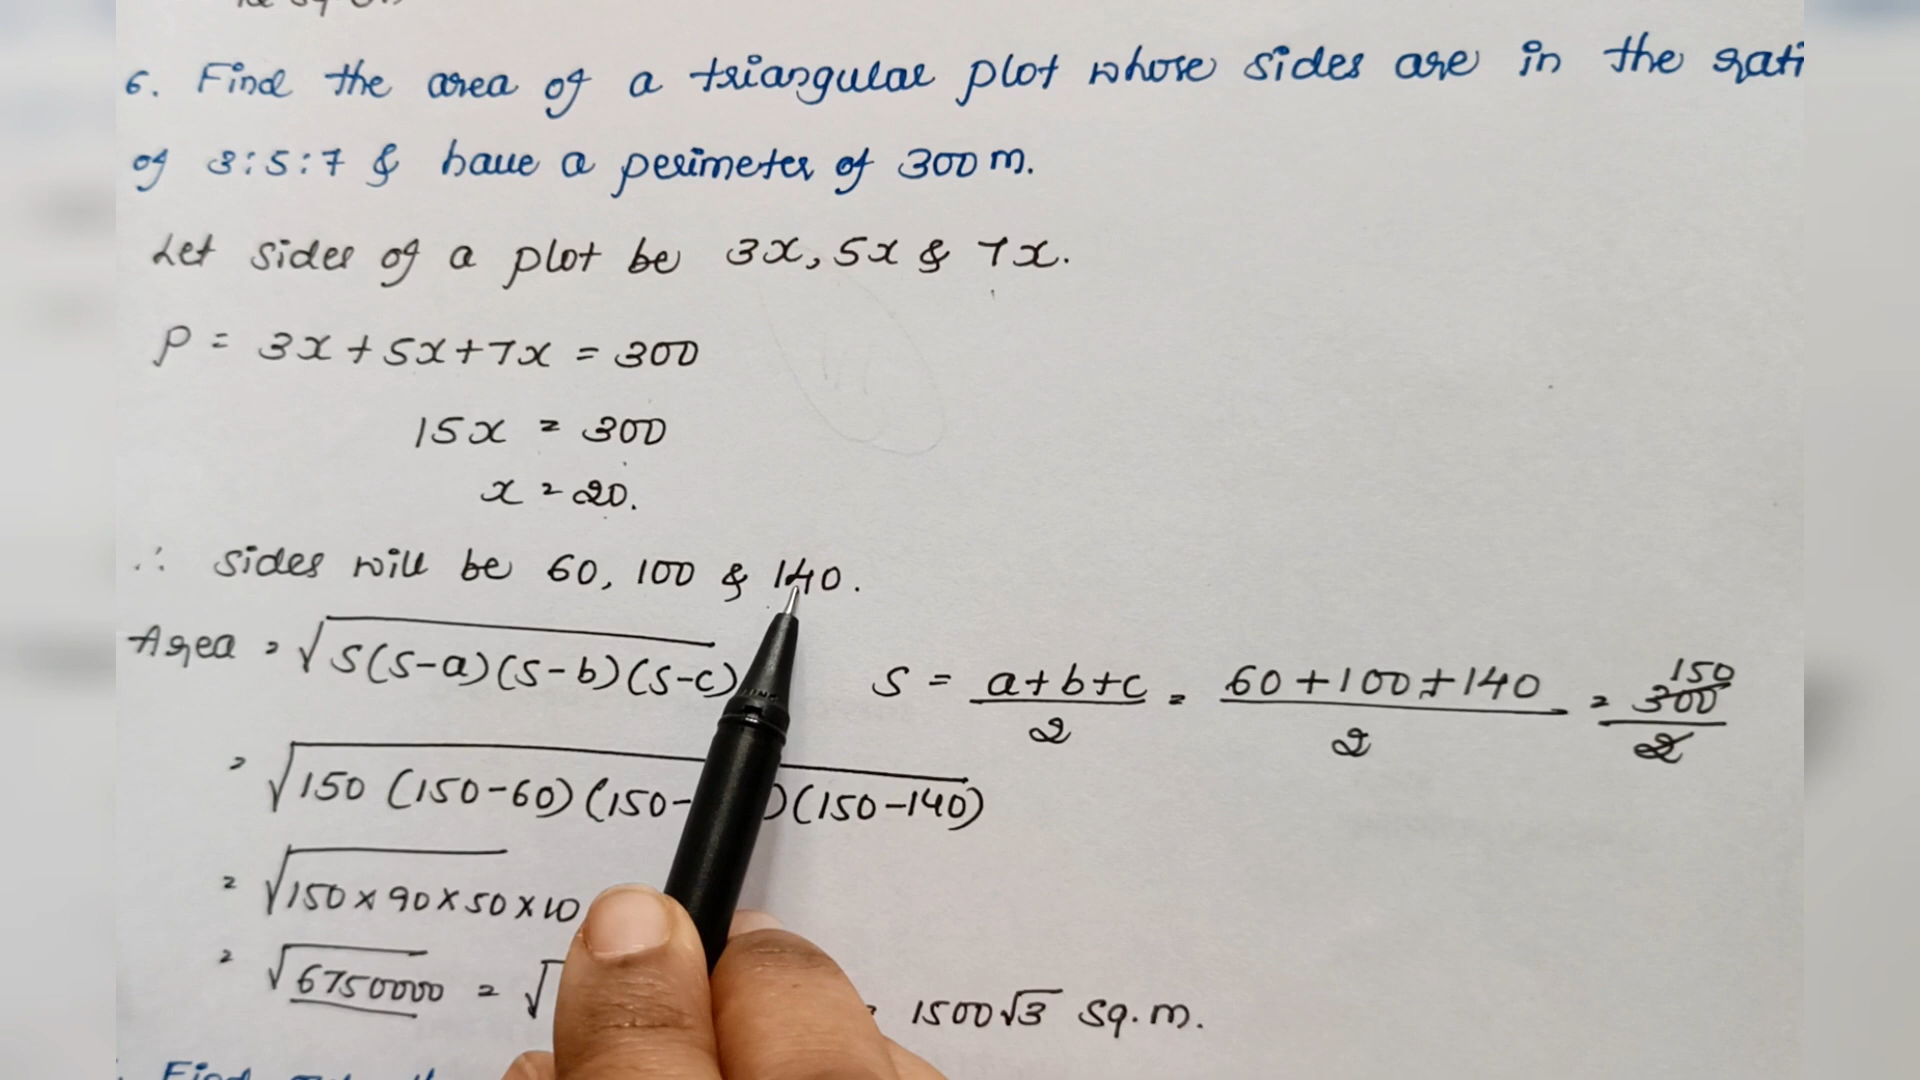 6. Find the area of a triangular plot whose sides are in the rati
of 3:5:7 & have a perimeter of 300 m.
Let sides of a plot be 3x, 5x & 7x.
P = 3x + 5x + 7x = 300
15x = 300
x = 20.
∴ sides will be 60, 100 & 140.
Area = √S(S-a)(S-b)(S-c) S = a+b+c/2 = 60+100+140/2 = 300/2 150
= √150 (150-60) (150- ) (150-140)
= √150 × 90 × 50 × 10
= √6750000 = √ = 1500√3 Sq. m.
Find